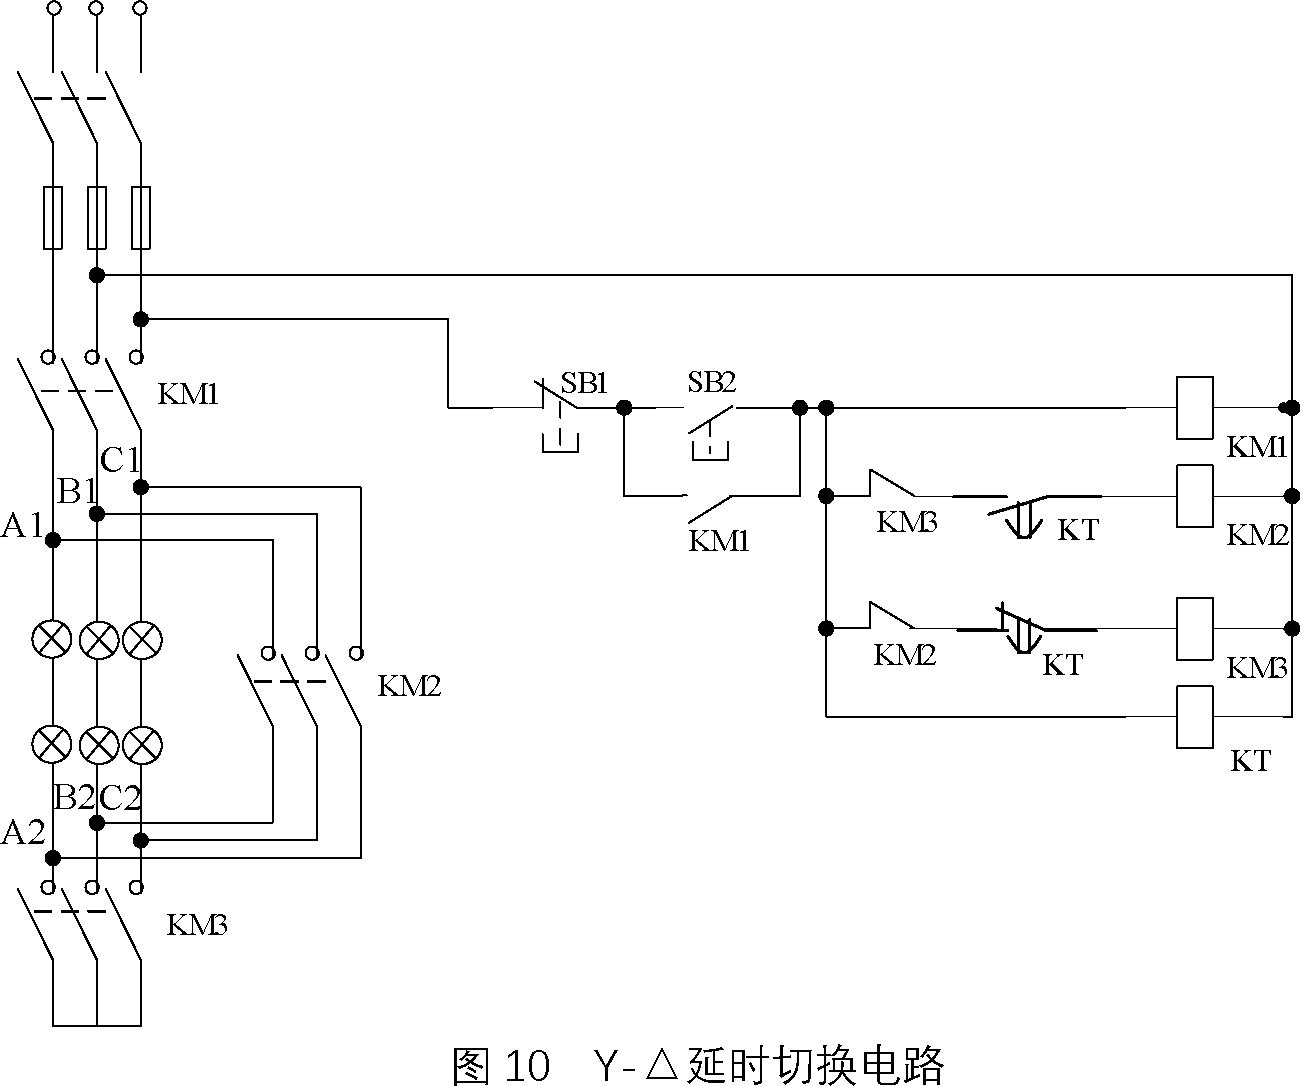 KM1
SB1
SB2
KM1
C1
B1
A1
KM3
KT
KM2
KM1
KM2
KM2
KT
KM3
KT
B2
C2
A2
KM3
图 10 Y-△延时切换电路